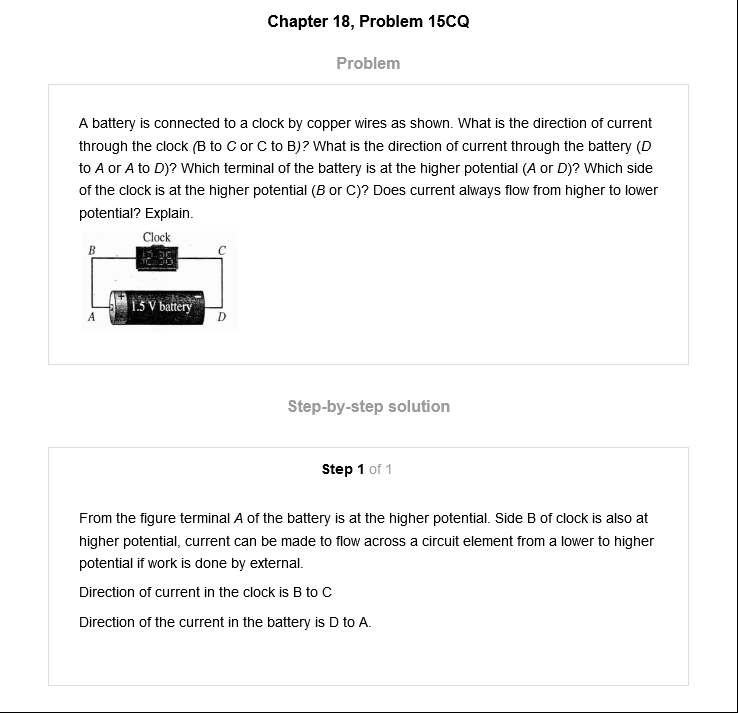 Chapter 18, Problem 15CQ
Problem
A battery is connected to a clock by copper wires as shown. What is the direction of current
through the clock (B to C or C to B)? What is the direction of current through the battery (D
to A or A to D)? Which terminal of the battery is at the higher potential (A or D)? Which side
of the clock is at the higher potential (B or C)? Does current always flow from higher to lower
potential? Explain.
Clock
B
C
+
1.5 V battery
-
A
D
Step-by-step solution
Step 1 of 1
From the figure terminal A of the battery is at the higher potential. Side B of clock is also at
higher potential, current can be made to flow across a circuit element from a lower to higher
potential if work is done by external.
Direction of current in the clock is B to C
Direction of the current in the battery is D to A.